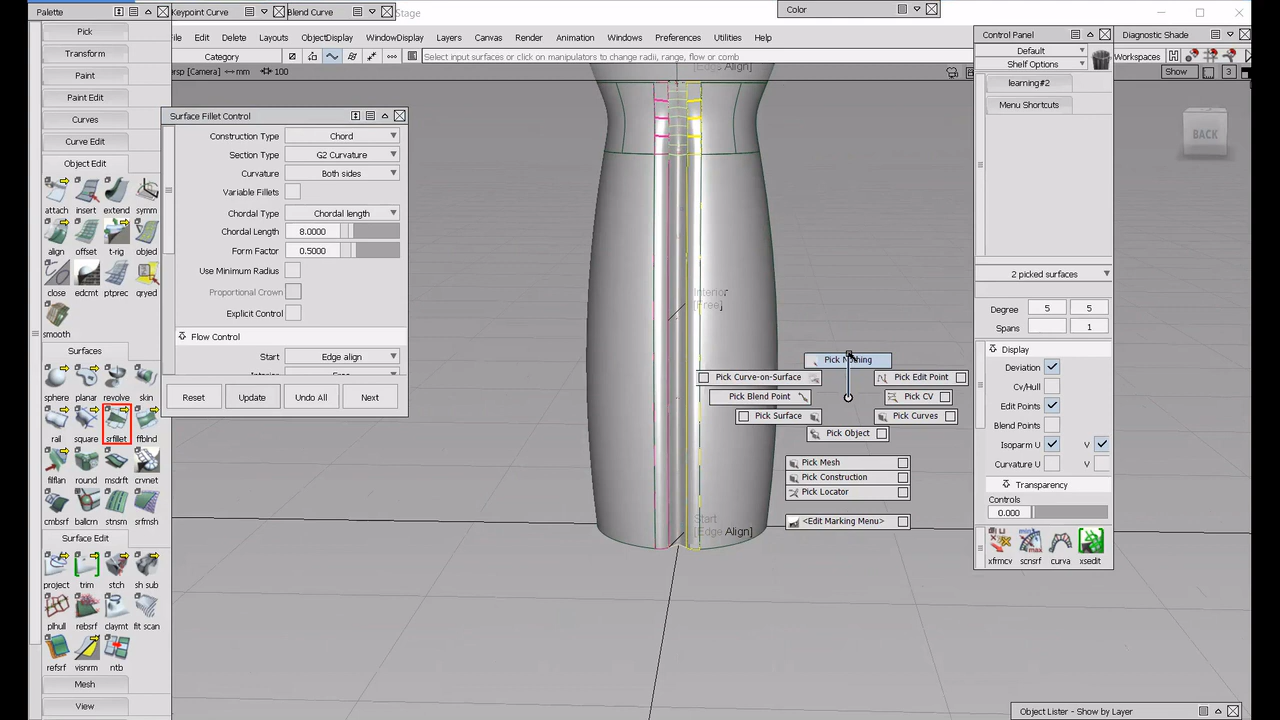 Palette
Keypoint Curve
Blend Curve
Stage
Color
File
Edit
Delete
Layouts
ObjectDisplay
WindowDisplay
Layers
Canvas
Render
Animation
Windows
Preferences
Utilities
Help
Category
Select input surfaces or click on manipulators to change radii, range, flow or comb
[Camera]
mm
100
Control Panel
Default
Shelf Options
learning#2
Menu Shortcuts
Diagnostic Shade
Workspaces
Show
3
BACK
Pick
Transform
Paint
Paint Edit
Curves
Curve Edit
Object Edit
attach
insert
extend
symm
align
offset
t-rig
close
edcmt
ptprec
qryed
smooth
Surfaces
sphere
planar
revolve
skin
rail
square
srfillet
ffblnd
filflan
round
msdrft
crvnet
cmbsrf
ballcrn
strnsm
srfmsh
Surface Edit
project
trim
stch
sh sub
plhull
rebsrf
claymt
fit scan
refsrf
visnrm
ntb
Mesh
View
Surface Fillet Control
Construction Type
Chord
Section Type
G2 Curvature
Curvature
Both sides
Variable Fillets
Chordal Type
Chordal length
Chordal Length
8.0000
Form Factor
0.5000
Use Minimum Radius
Proportional Crown
Explicit Control
Flow Control
Start
Edge align
Reset
Update
Undo All
Next
[Edge Align]
Interior
[Free]
Start
[Edge Align]
Pick Nothing
Pick Curve-on-Surface
Pick Edit Point
Pick Blend Point
Pick CV
Pick Surface
Pick Curves
Pick Object
Pick Mesh
Pick Construction
Pick Locator
<Edit Marking Menu>
2 picked surfaces
Degree
5
5
Spans
1
Display
Deviation
Cv/Hull
Edit Points
Blend Points
Isoparm U
V
Curvature U
V
Transparency
Controls
0.000
xfrmcv
scnsrf
curva
xsedit
Object Lister - Show by Layer